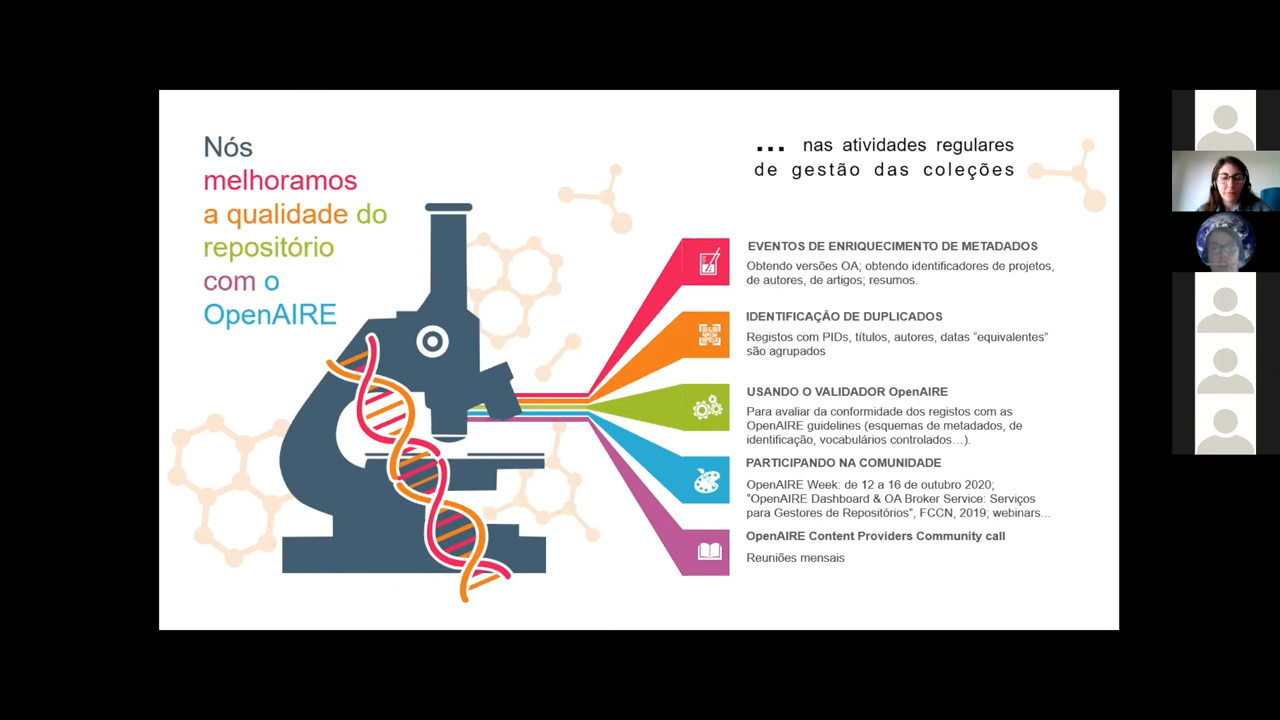 Nós
melhoramos
a qualidade do
repositório
com o
OpenAIRE
... nas atividades regulares
de gestão das coleções
EVENTOS DE ENRIQUECIMENTO DE METADADOS
Obtendo versões OA; obtendo identificadores de projetos,
de autores, de artigos; resumos.
IDENTIFICAÇÃO DE DUPLICADOS
Registos com PIDs, títulos, autores, datas “equivalentes”
são agrupados
USANDO O VALIDADOR OpenAIRE
Para avaliar da conformidade dos registos com as
OpenAIRE guidelines (esquemas de metadados, de
identificação, vocabulários controlados…).
PARTICIPANDO NA COMUNIDADE
OpenAIRE Week: de 12 a 16 de outubro 2020;
“OpenAIRE Dashboard & OA Broker Service: Serviços
para Gestores de Repositórios”, FCCN, 2019; webinars...
OpenAIRE Content Providers Community call
Reuniões mensais